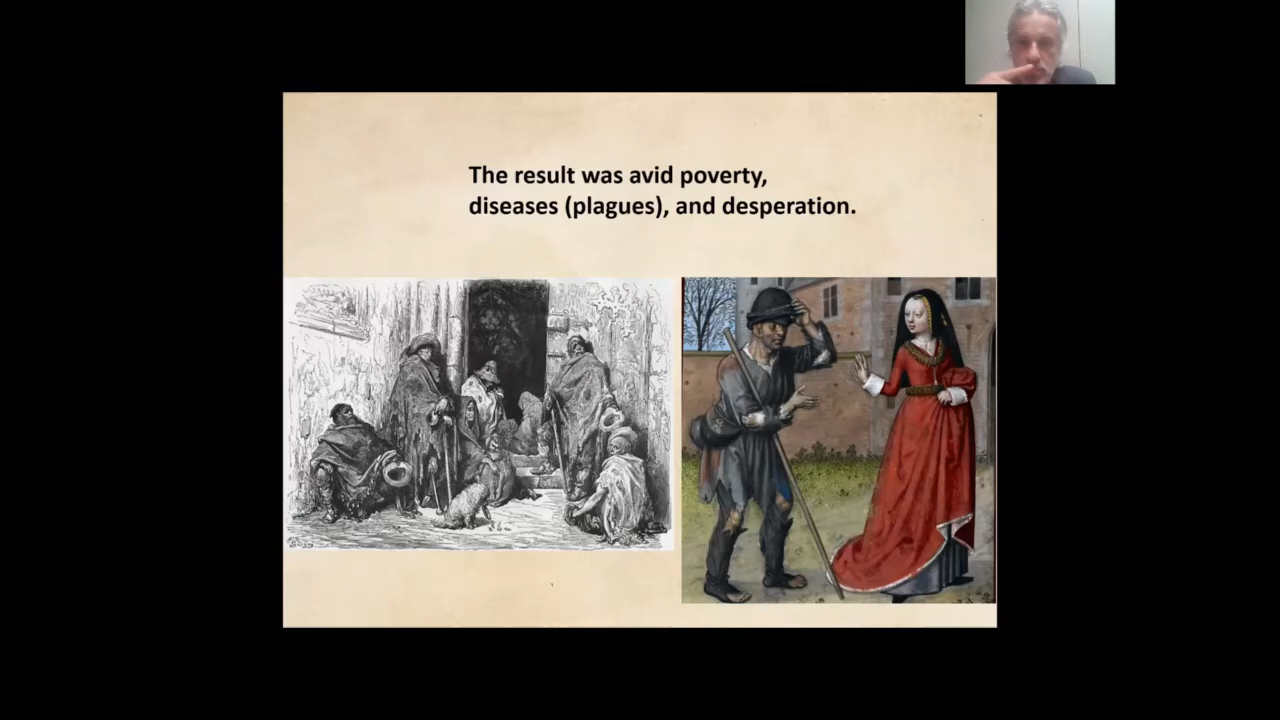 The result was avid poverty,
diseases (plagues), and desperation.